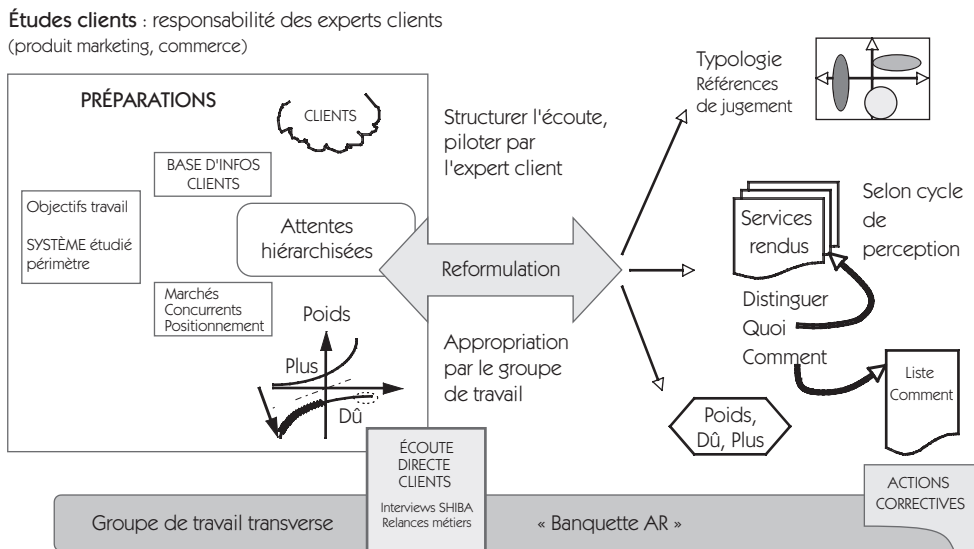 Études clients : responsabilité des experts clients
(produit marketing, commerce)
PRÉPARATIONS
CLIENTS
BASE D'INFOS
CLIENTS
Objectifs travail
SYSTÈME étudié
périmètre
Attentes
hiérarchisées
Marchés
Concurrents
Positionnement
Poids
Plus
Dû
Structurer l'écoute,
piloter par
l'expert client
Reformulation
Appropriation
par le groupe
de travail
Typologie
Références
de jugement
Services
rendus
Selon cycle
de
perception
Distinguer
Quoi
Comment
Liste
Comment
Poids,
Dû, Plus
ÉCOUTE
DIRECTE
CLIENTS
Interviews SHIBA
Relances métiers
Groupe de travail transverse
« Banquette AR »
ACTIONS
CORRECTIVES